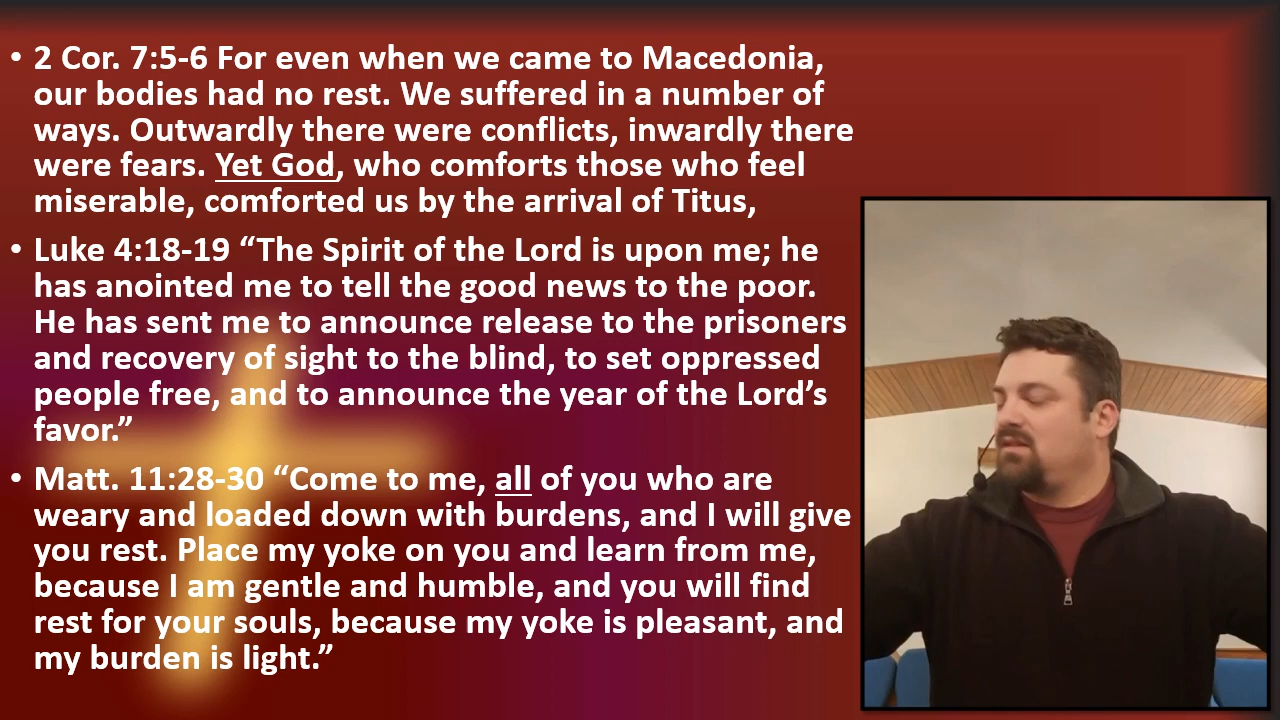 • 2 Cor. 7:5-6 For even when we came to Macedonia,
our bodies had no rest. We suffered in a number of
ways. Outwardly there were conflicts, inwardly there
were fears. Yet God, who comforts those who feel
miserable, comforted us by the arrival of Titus,
• Luke 4:18-19 “The Spirit of the Lord is upon me; he
has anointed me to tell the good news to the poor.
He has sent me to announce release to the prisoners
and recovery of sight to the blind, to set oppressed
people free, and to announce the year of the Lord’s
favor.”
• Matt. 11:28-30 “Come to me, all of you who are
weary and loaded down with burdens, and I will give
you rest. Place my yoke on you and learn from me,
because I am gentle and humble, and you will find
rest for your souls, because my yoke is pleasant, and
my burden is light.”